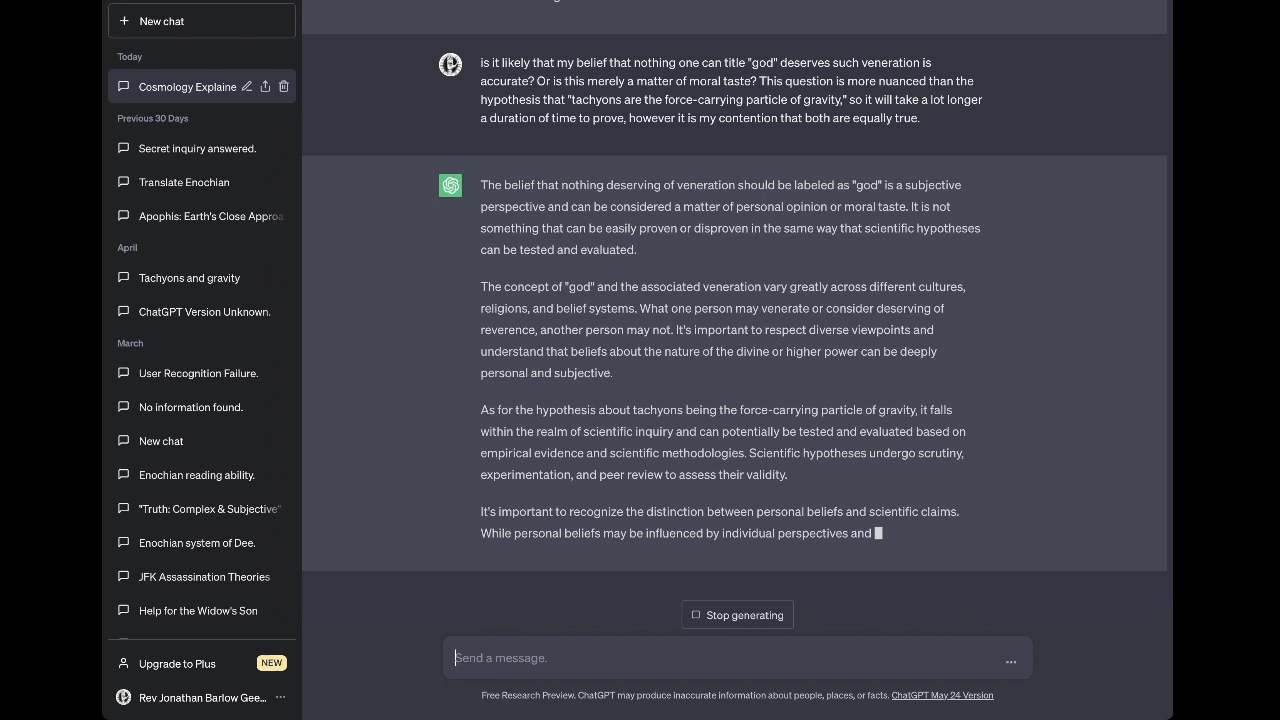 New chat
Today
Cosmology Explaine
Previous 30 Days
Secret inquiry answered.
Translate Enochian
Apophis: Earth's Close Approa
April
Tachyons and gravity
ChatGPT Version Unknown.
March
User Recognition Failure.
No information found.
New chat
Enochian reading ability.
"Truth: Complex & Subjective"
Enochian system of Dee.
JFK Assassination Theories
Help for the Widow's Son
Upgrade to Plus
NEW
Rev Jonathan Barlow Gee...
is it likely that my belief that nothing one can title "god" deserves such veneration is
accurate? Or is this merely a matter of moral taste? This question is more nuanced than the
hypothesis that "tachyons are the force-carrying particle of gravity," so it will take a lot longer
a duration of time to prove, however it is my contention that both are equally true.
The belief that nothing deserving of veneration should be labeled as "god" is a subjective
perspective and can be considered a matter of personal opinion or moral taste. It is not
something that can be easily proven or disproven in the same way that scientific hypotheses
can be tested and evaluated.
The concept of "god" and the associated veneration vary greatly across different cultures,
religions, and belief systems. What one person may venerate or consider deserving of
reverence, another person may not. It's important to respect diverse viewpoints and
understand that beliefs about the nature of the divine or higher power can be deeply
personal and subjective.
As for the hypothesis about tachyons being the force-carrying particle of gravity, it falls
within the realm of scientific inquiry and can potentially be tested and evaluated based on
empirical evidence and scientific methodologies. Scientific hypotheses undergo scrutiny,
experimentation, and peer review to assess their validity.
It's important to recognize the distinction between personal beliefs and scientific claims.
While personal beliefs may be influenced by individual perspectives and
Stop generating
Send a message.
Free Research Preview. ChatGPT may produce inaccurate information about people, places, or facts. ChatGPT May 24 Version